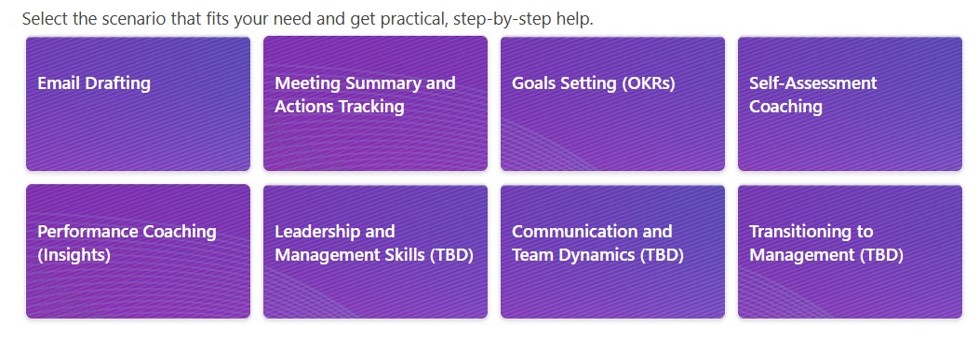 Select the scenario that fits your need and get practical, step-by-step help.
Email Drafting
Meeting Summary and
Actions Tracking
Goals Setting (OKRs)
Self-Assessment
Coaching
Performance Coaching
(Insights)
Leadership and
Management Skills (TBD)
Communication and
Team Dynamics (TBD)
Transitioning to
Management (TBD)